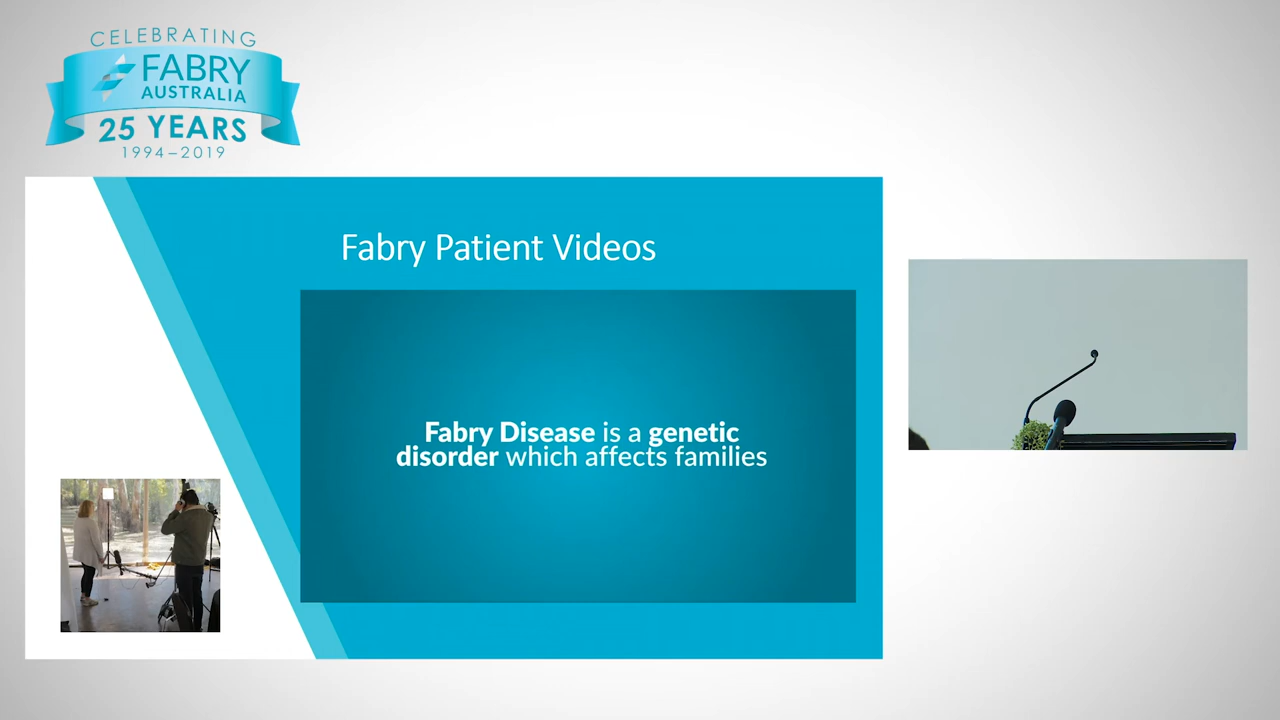 CELEBRATING
FABRY
AUSTRALIA
25 YEARS
1994–2019
Fabry Patient Videos
Fabry Disease is a genetic
disorder which affects families